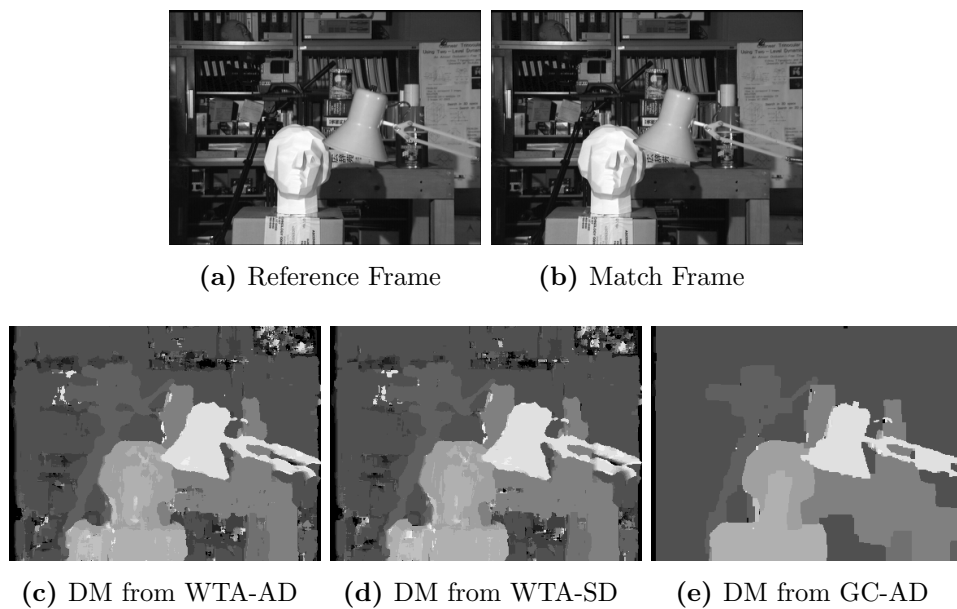 (a) Reference Frame
(b) Match Frame
(c) DM from WTA-AD
(d) DM from WTA-SD
(e) DM from GC-AD